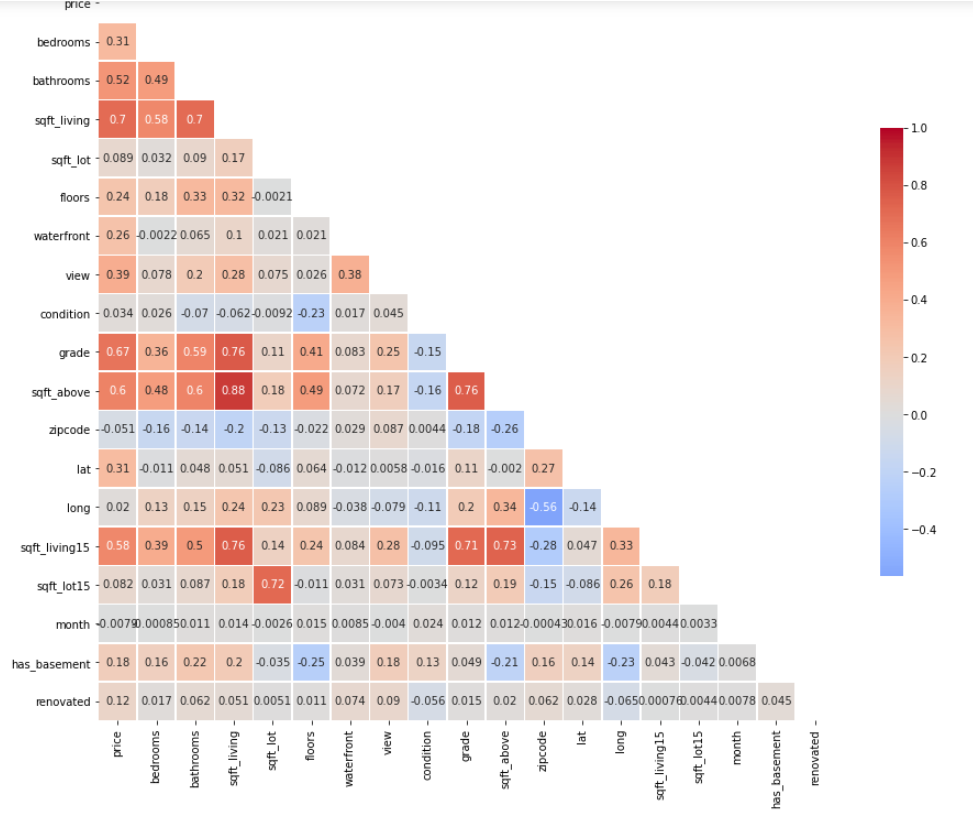 price
bedrooms 0.31
bathrooms 0.52 0.49
sqft_living 0.7 0.58 0.7
sqft_lot 0.089 0.032 0.09 0.17
floors 0.24 0.18 0.33 0.32 -0.0021
waterfront 0.26 -0.0022 0.065 0.1 0.021 0.021
view 0.39 0.078 0.2 0.28 0.075 0.026 0.38
condition 0.034 0.026 -0.07 -0.062 -0.0092 -0.23 0.017 0.045
grade 0.67 0.36 0.59 0.76 0.11 0.41 0.083 0.25 -0.15
sqft_above 0.6 0.48 0.6 0.88 0.18 0.49 0.072 0.17 -0.16 0.76
zipcode -0.051 -0.16 -0.14 -0.2 -0.13 -0.022 0.029 0.087 0.0044 -0.18 -0.26
lat 0.31 -0.011 0.048 0.051 -0.086 0.064 -0.012 0.0058 -0.016 0.11 -0.002 0.27
long 0.02 0.13 0.15 0.24 0.23 0.089 -0.038 -0.079 -0.11 0.2 0.34 -0.56 -0.14
sqft_living15 0.58 0.39 0.5 0.76 0.14 0.24 0.084 0.28 -0.095 0.71 0.73 -0.28 0.047 0.33
sqft_lot15 0.082 0.031 0.087 0.18 0.72 -0.011 0.031 0.073 -0.0034 0.12 0.19 -0.15 -0.086 0.26 0.18
month -0.0079 0.00085 0.011 0.014 -0.0026 0.015 0.0085 -0.004 0.024 0.012 0.012 -0.00043 0.016 -0.0079 0.0044 0.0033
has_basement 0.18 0.16 0.22 0.2 -0.035 -0.25 0.039 0.18 0.13 0.049 -0.21 0.16 0.14 -0.23 0.043 -0.042 0.0068
renovated 0.12 0.017 0.062 0.051 0.0051 0.011 0.074 0.09 -0.056 0.015 0.02 0.062 0.028 -0.065 0.00076 0.0044 0.0078 0.045
price
bedrooms
bathrooms
sqft_living
sqft_lot
floors
waterfront
view
condition
grade
sqft_above
zipcode
lat
long
sqft_living15
sqft_lot15
month
has_basement
renovated
1.0
0.8
0.6
0.4
0.2
0.0
−0.2
−0.4